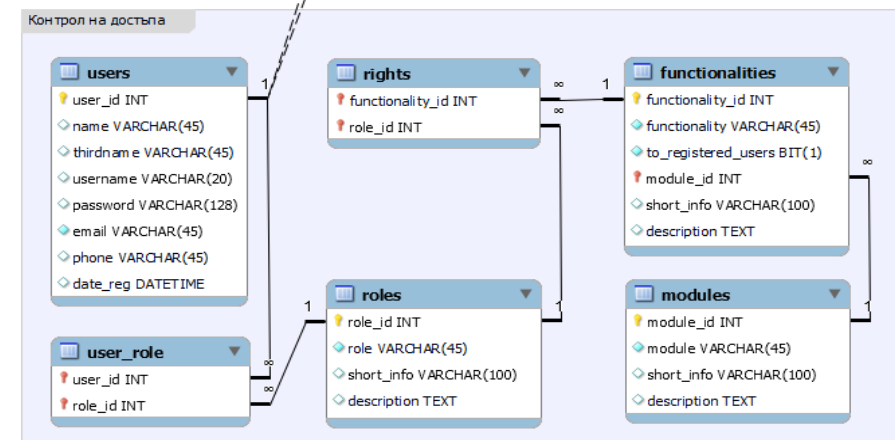 Контрол на достъпа
users
user_id INT
name VARCHAR(45)
thirdname VARCHAR(45)
username VARCHAR(20)
password VARCHAR(128)
email VARCHAR(45)
phone VARCHAR(45)
date_reg DATETIME
1
rights
functionality_id INT
role_id INT
∞
∞
1
functionalities
functionality_id INT
functionality VARCHAR(45)
to_registered_users BIT(1)
module_id INT
short_info VARCHAR(100)
description TEXT
∞
user_role
user_id INT
role_id INT
∞
∞
1
roles
role_id INT
role VARCHAR(45)
short_info VARCHAR(100)
description TEXT
1
modules
module_id INT
module VARCHAR(45)
short_info VARCHAR(100)
description TEXT
1